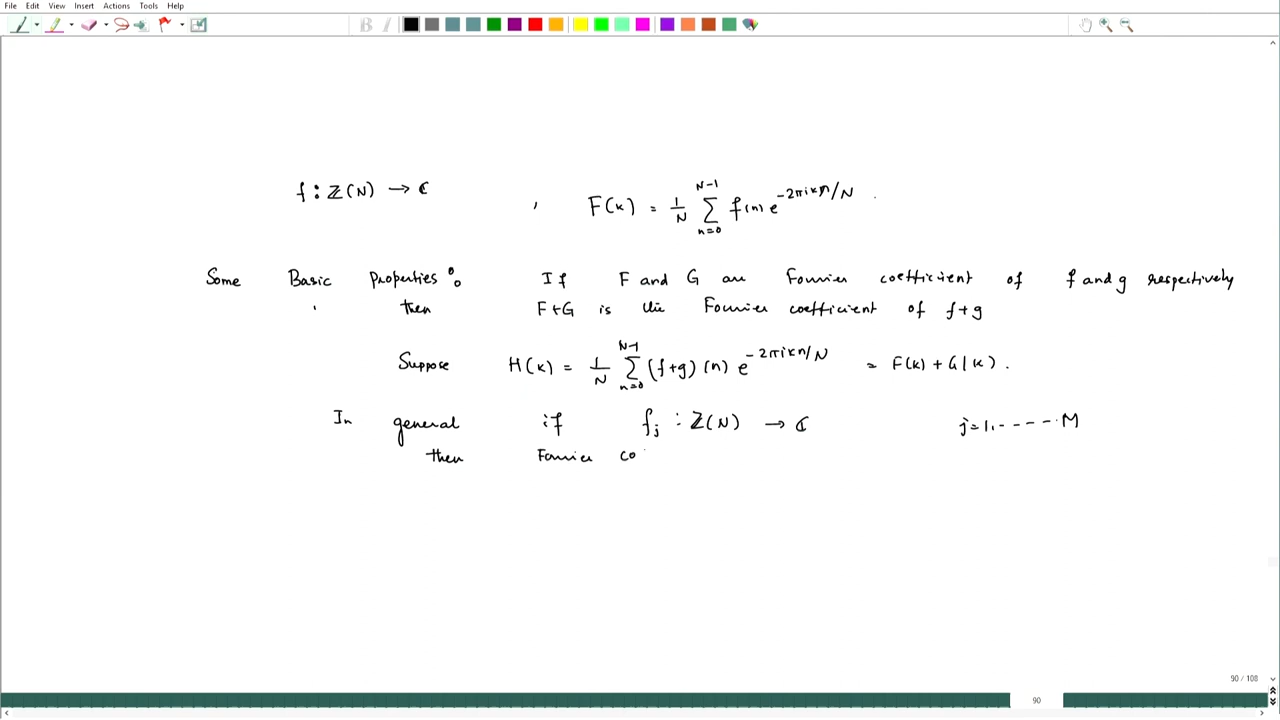 File Edit View Insert Actions Tools Help
f : ℤ(N) → ℂ , F(k) = 1/N ∑_{n=0}^{N-1} f(n) e^{-2πikn/N} .
Some Basic Properties : If F and G are Fourier coefficient of f and g respectively
then F+G is the Fourier coefficient of f+g
Suppose H(k) = 1/N ∑_{n=0}^{N-1} (f+g)(n) e^{-2πikn/N} = F(k) + G(k) .
In general if f_j : ℤ(N) → ℂ j=1, ----- M
then Fourier co
90 / 108
90